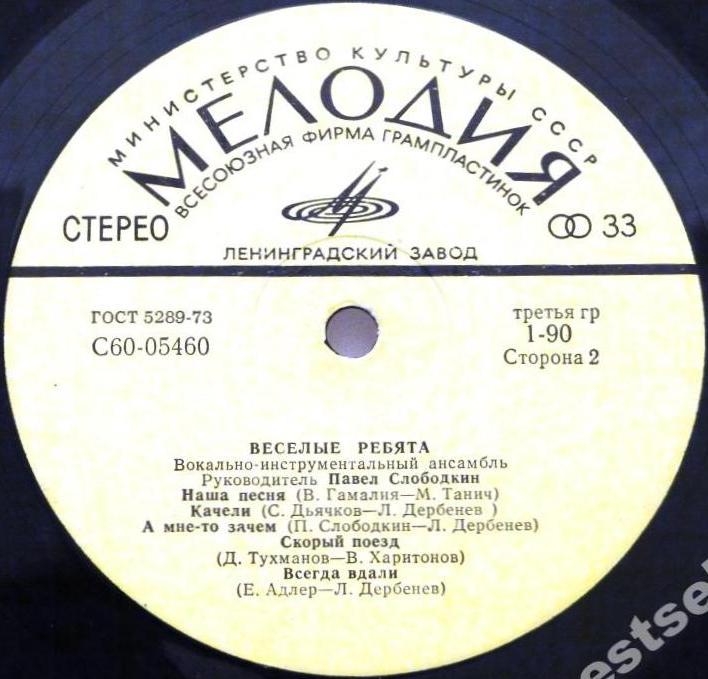 МИНИСТЕРСТВО КУЛЬТУРЫ СССР
МЕЛОДИЯ
ВСЕСОЮЗНАЯ ФИРМА ГРАМПЛАСТИНОК
СТЕРЕО
33
ЛЕНИНГРАДСКИЙ ЗАВОД
ГОСТ 5289-73
С60-05460
третья гр
1-90
Сторона 2
ВЕСЕЛЫЕ РЕБЯТА
Вокально-инструментальный ансамбль
Руководитель Павел Слободкин
Наша песня (В. Гамалия—М. Танич)
Качели (С. Дьячков—Л. Дербенев )
А мне-то зачем (П. Слободкин—Л. Дербенев)
Скорый поезд
(Д. Тухманов—В. Харитонов)
Всегда вдали
(Е. Адлер—Л. Дербенев)